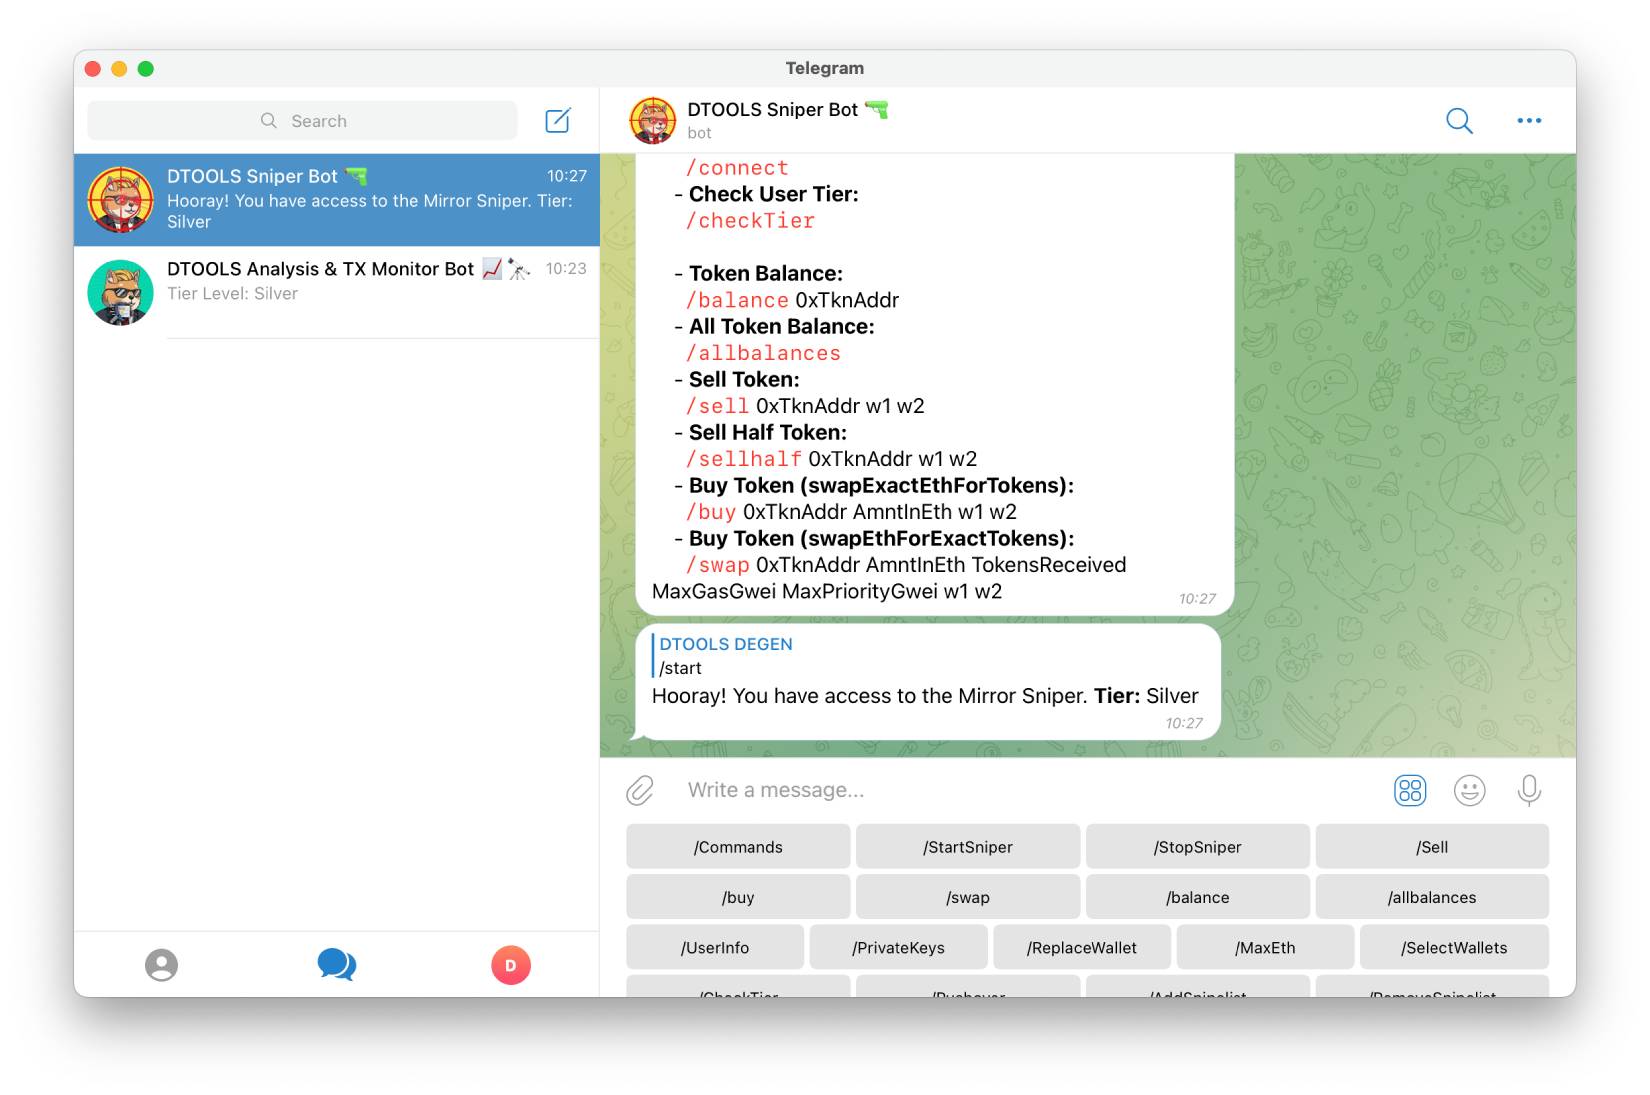 Telegram
Search
DTOOLS Sniper Bot 🔫
10:27
Hooray! You have access to the Mirror Sniper. Tier:
Silver
DTOOLS Analysis & TX Monitor Bot 📈🔭
10:23
Tier Level: Silver
D
DTOOLS Sniper Bot 🔫
bot
/connect
- Check User Tier:
/checkTier
- Token Balance:
/balance 0xTknAddr
- All Token Balance:
/allbalances
- Sell Token:
/sell 0xTknAddr w1 w2
- Sell Half Token:
/sellhalf 0xTknAddr w1 w2
- Buy Token (swapExactEthForTokens):
/buy 0xTknAddr AmntInEth w1 w2
- Buy Token (swapEthForExactTokens):
/swap 0xTknAddr AmntInEth TokensReceived
MaxGasGwei MaxPriorityGwei w1 w2
10:27
DTOOLS DEGEN
/start
Hooray! You have access to the Mirror Sniper. Tier: Silver
10:27
Write a message...
/Commands /StartSniper /StopSniper /Sell
/buy /swap /balance /allbalances
/UserInfo /PrivateKeys /ReplaceWallet /MaxEth /SelectWallets
/CheckTier /Pushover /AddSnipelist /RemoveSnipelist